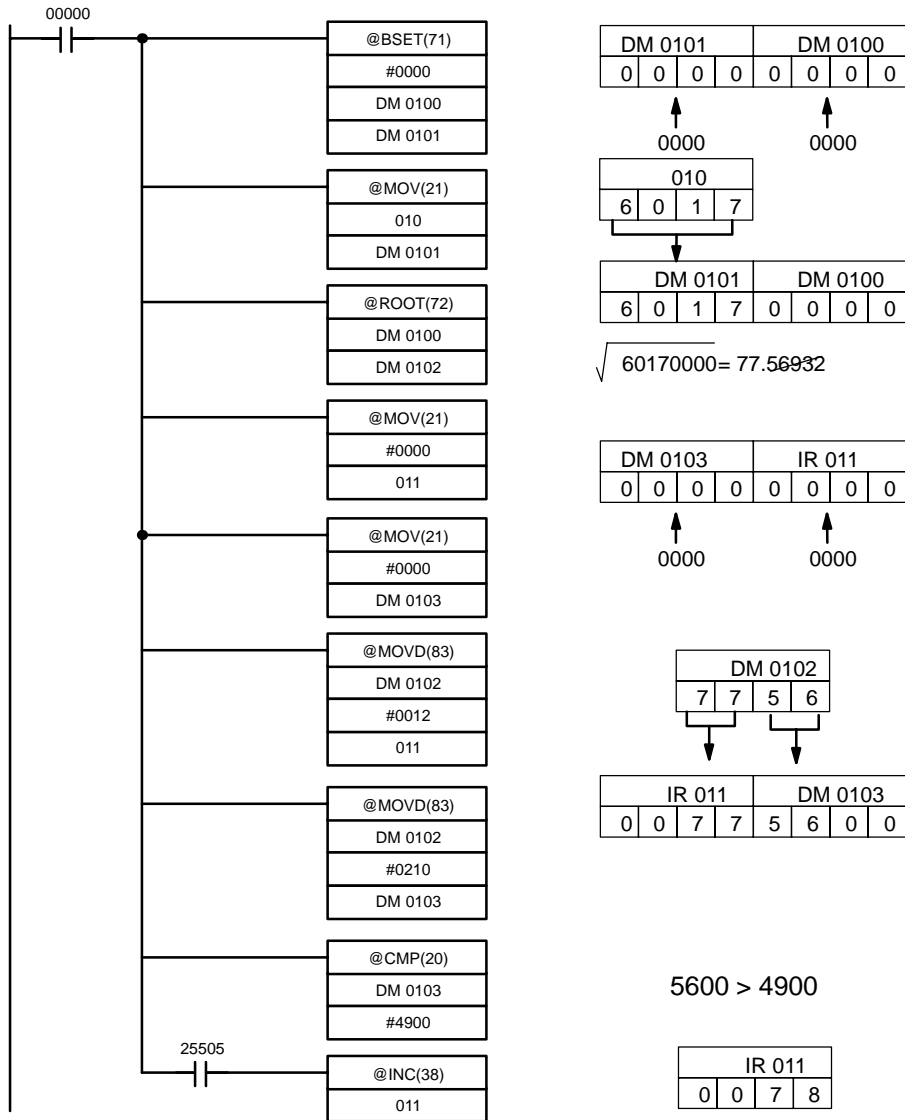 00000
@BSET(71)
#0000
DM 0100
DM 0101
DM 0101 DM 0100
0 0 0 0 0 0 0 0
0000 0000
@MOV(21)
010
DM 0101
010
6 0 1 7
DM 0101 DM 0100
6 0 1 7 0 0 0 0
@ROOT(72)
DM 0100
DM 0102
√60170000= 77.56932
@MOV(21)
#0000
011
DM 0103 IR 011
0 0 0 0 0 0 0 0
0000 0000
@MOV(21)
#0000
DM 0103
@MOVD(83)
DM 0102
#0012
011
DM 0102
7 7 5 6
IR 011 DM 0103
0 0 7 7 5 6 0 0
@MOVD(83)
DM 0102
#0210
DM 0103
@CMP(20)
DM 0103
#4900
5600 > 4900
25505
@INC(38)
011
IR 011
0 0 7 8